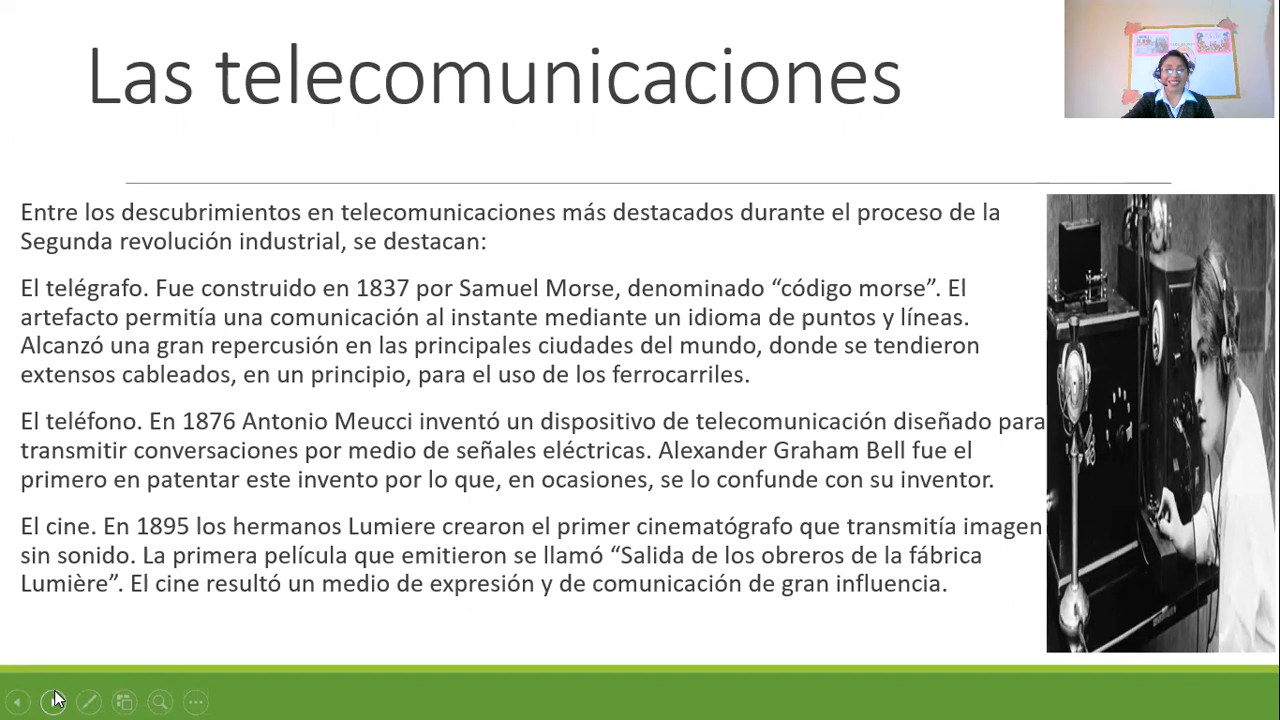 Las telecomunicaciones
Entre los descubrimientos en telecomunicaciones más destacados durante el proceso de la
Segunda revolución industrial, se destacan:
El telégrafo. Fue construido en 1837 por Samuel Morse, denominado “código morse”. El
artefacto permitía una comunicación al instante mediante un idioma de puntos y líneas.
Alcanzó una gran repercusión en las principales ciudades del mundo, donde se tendieron
extensos cableados, en un principio, para el uso de los ferrocarriles.
El teléfono. En 1876 Antonio Meucci inventó un dispositivo de telecomunicación diseñado para
transmitir conversaciones por medio de señales eléctricas. Alexander Graham Bell fue el
primero en patentar este invento por lo que, en ocasiones, se lo confunde con su inventor.
El cine. En 1895 los hermanos Lumiere crearon el primer cinematógrafo que transmitía imagen
sin sonido. La primera película que emitieron se llamó “Salida de los obreros de la fábrica
Lumière”. El cine resultó un medio de expresión y de comunicación de gran influencia.